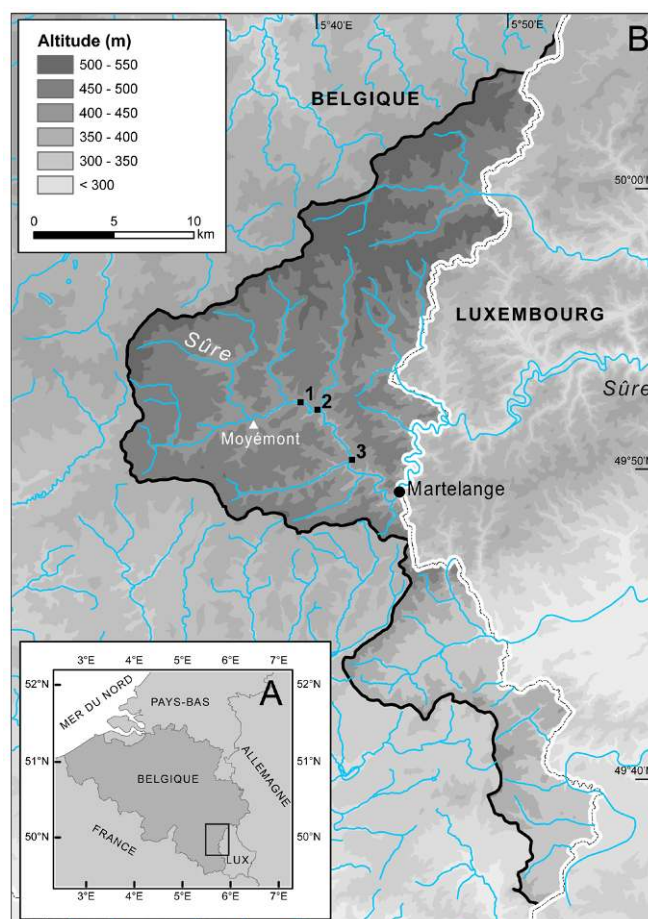 5°40'E
5°50'E
B
Altitude (m)
500 - 550
450 - 500
400 - 450
350 - 400
300 - 350
< 300
0 5 10
km
BELGIQUE
50°00'N
LUXEMBOURG
Sûre
Sûre
1
2
Moyémont
3
49°50'N
Martelange
A
3°E 4°E 5°E 6°E 7°E
52°N 52°N
MER DU NORD
PAYS-BAS
51°N 51°N
ALLEMAGNE
BELGIQUE
50°N 50°N
FRANCE
LUX
3°E 4°E 5°E 6°E 7°E
49°40'N